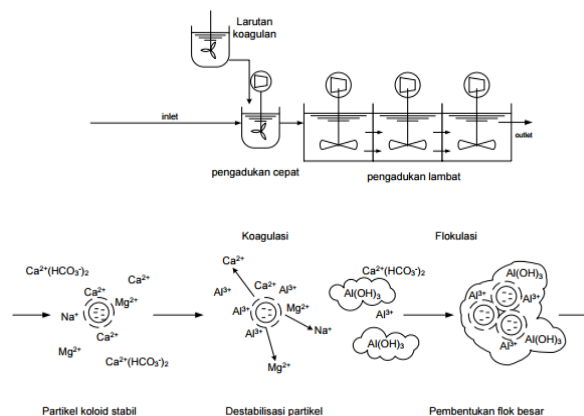 Larutan
koagulan
inlet
outlet
pengadukan cepat
pengadukan lambat
Koagulasi
Flokulasi
Ca²⁺(HCO₃⁻)₂
Ca²⁺
Ca²⁺
Mg²⁺
Na⁺
Ca²⁺
Mg²⁺
Ca²⁺(HCO₃⁻)₂
Ca²⁺
Ca²⁺ Al³⁺
Al³⁺
Al³⁺
Mg²⁺
Al³⁺
Na⁺
Mg²⁺
Ca²⁺(HCO₃⁻)₂
Al(OH)₃
Al³⁺
Al(OH)₃
Al(OH)₃
Al³⁺
Al³⁺
Al³⁺
Al(OH)₃
Partikel koloid stabil
Destabilisasi partikel
Pembentukan flok besar